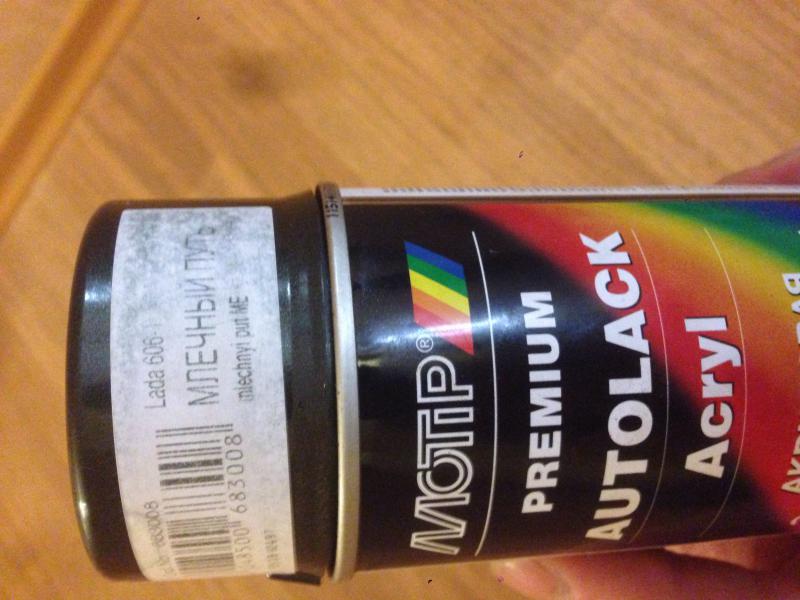 Lada 606
МЛЕЧНЫЙ ПУТЬ
mlechnyi put ME
683008
MOTIP®
PREMIUM
AUTOLACK
Acryl